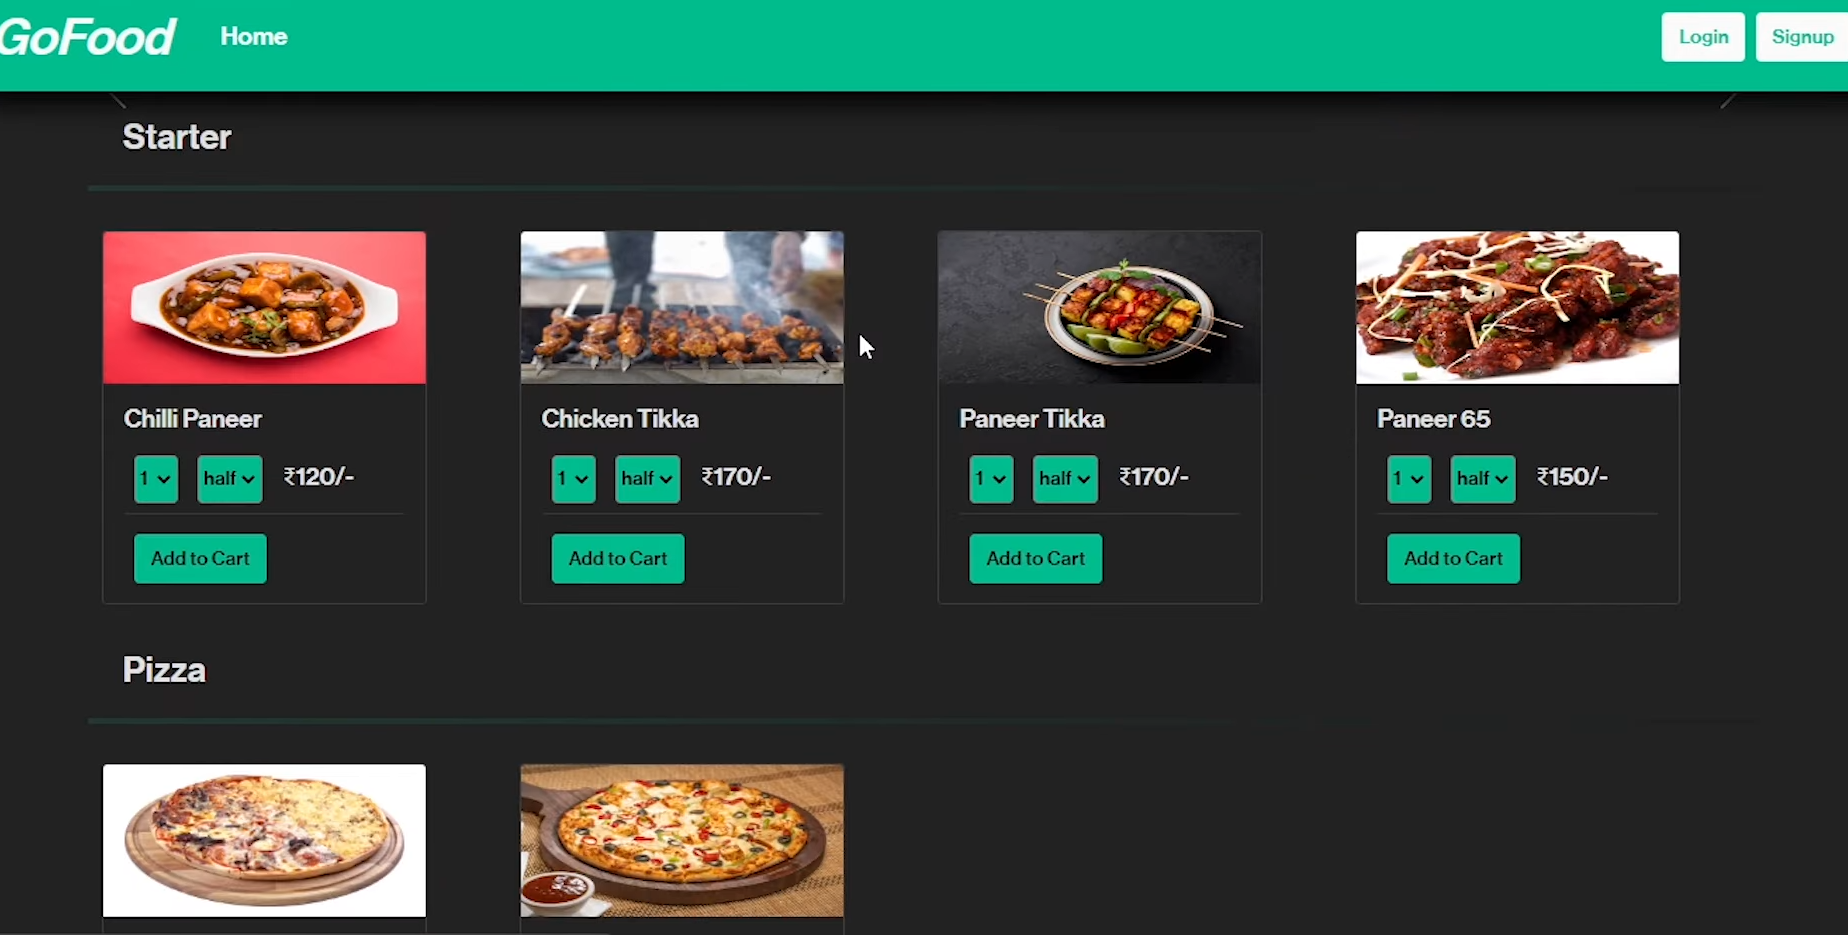 GoFood Home Login Signup
Starter
Chilli Paneer
1 half ₹120/-
Add to Cart
Chicken Tikka
1 half ₹170/-
Add to Cart
Paneer Tikka
1 half ₹170/-
Add to Cart
Paneer 65
1 half ₹150/-
Add to Cart
Pizza